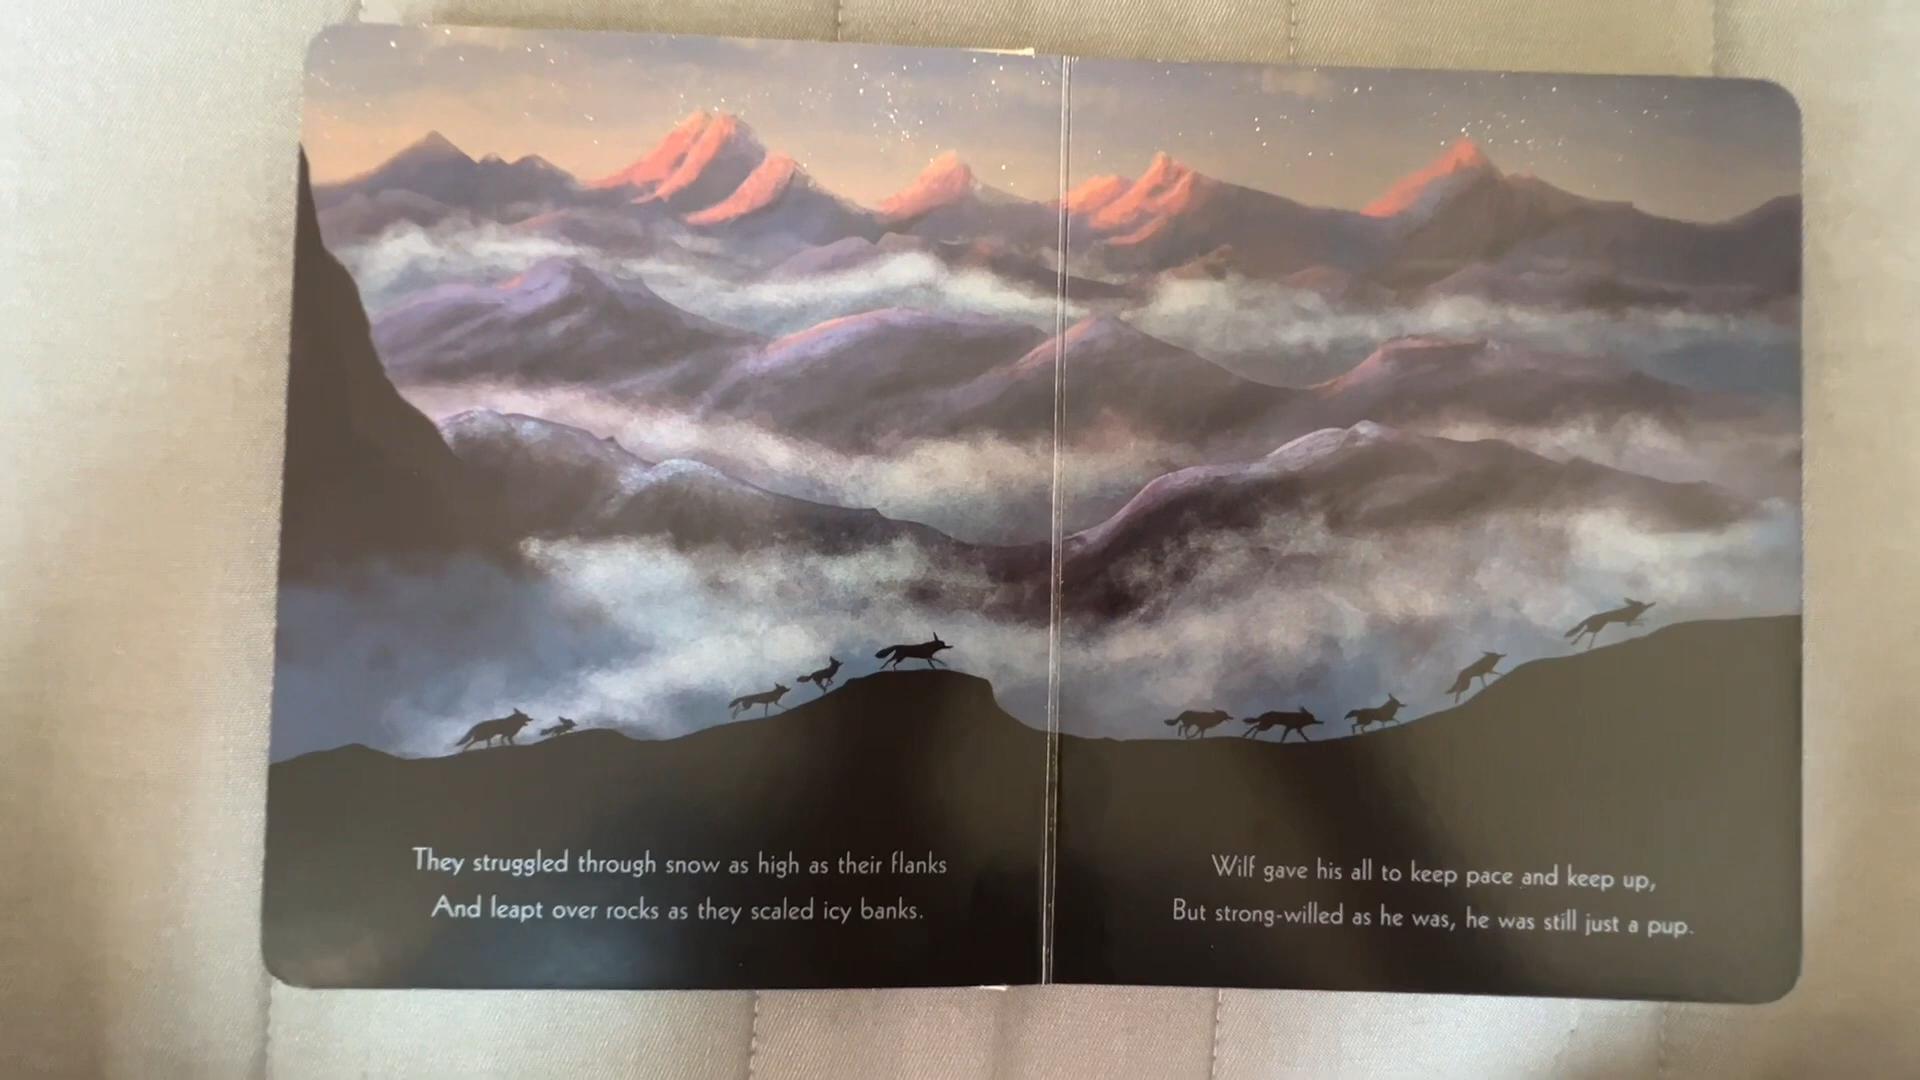 They struggled through snow as high as their flanks
And leapt over rocks as they scaled icy banks.
Wilf gave his all to keep pace and keep up,
But strong-willed as he was, he was still just a pup.